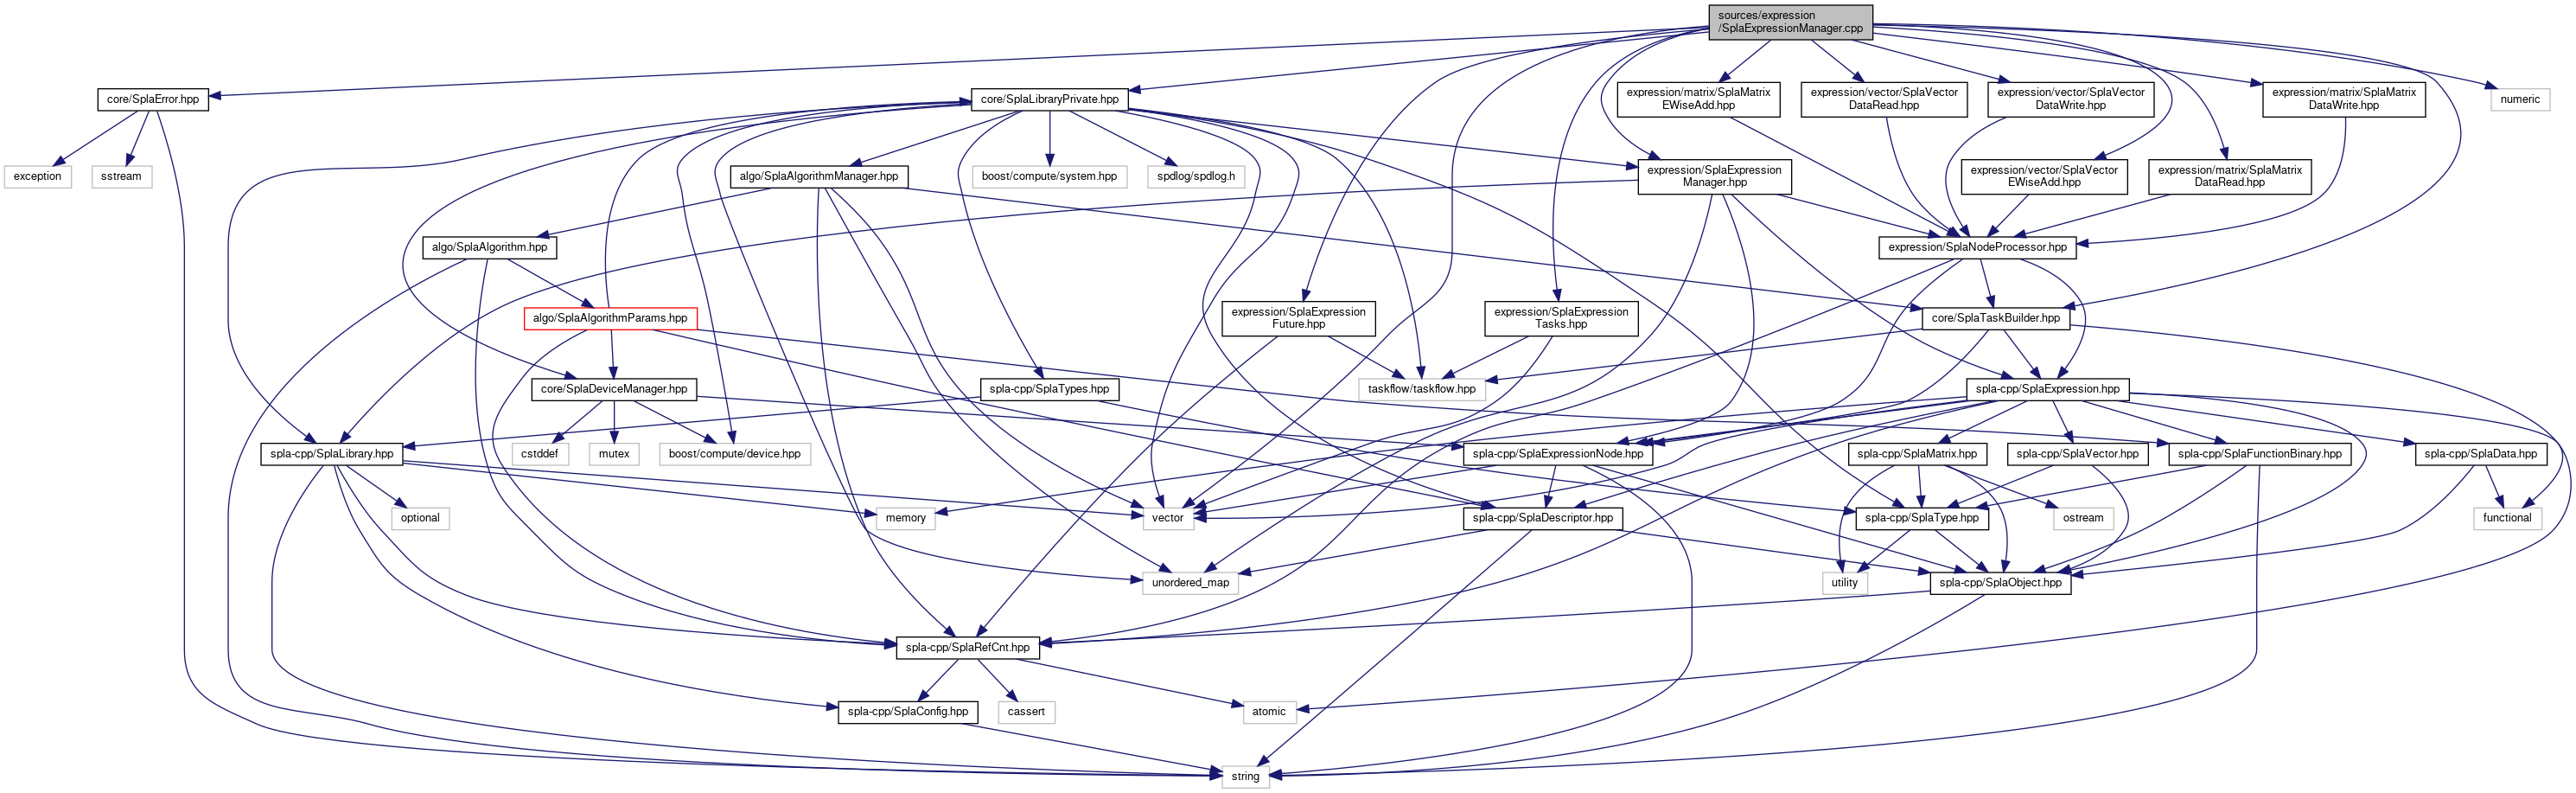 sources/expression
/SplaExpressionManager.cpp
core/SplaError.hpp
core/SplaLibraryPrivate.hpp
expression/matrix/SplaMatrix
EWiseAdd.hpp
expression/vector/SplaVector
DataRead.hpp
expression/vector/SplaVector
DataWrite.hpp
expression/matrix/SplaMatrix
DataWrite.hpp
numeric
exception
sstream
algo/SplaAlgorithmManager.hpp
boost/compute/system.hpp
spdlog/spdlog.h
expression/SplaExpression
Manager.hpp
expression/vector/SplaVector
EWiseAdd.hpp
expression/matrix/SplaMatrix
DataRead.hpp
algo/SplaAlgorithm.hpp
expression/SplaNodeProcessor.hpp
algo/SplaAlgorithmParams.hpp
expression/SplaExpression
Future.hpp
expression/SplaExpression
Tasks.hpp
core/SplaTaskBuilder.hpp
core/SplaDeviceManager.hpp
spla-cpp/SplaTypes.hpp
taskflow/taskflow.hpp
spla-cpp/SplaExpression.hpp
spla-cpp/SplaLibrary.hpp
cstddef
mutex
boost/compute/device.hpp
spla-cpp/SplaExpressionNode.hpp
spla-cpp/SplaMatrix.hpp
spla-cpp/SplaVector.hpp
spla-cpp/SplaFunctionBinary.hpp
spla-cpp/SplaData.hpp
optional
memory
vector
spla-cpp/SplaDescriptor.hpp
spla-cpp/SplaType.hpp
ostream
functional
unordered_map
utility
spla-cpp/SplaObject.hpp
spla-cpp/SplaRefCnt.hpp
spla-cpp/SplaConfig.hpp
cassert
atomic
string